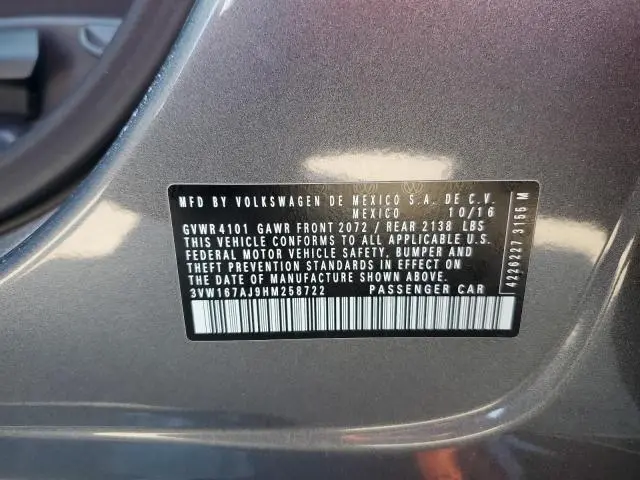 MFD BY VOLKSWAGEN DE MEXICO S.A. DE C.V.
MEXICO 10/16
GVWR 4101 GAWR FRONT 2072 / REAR 2138 LBS
THIS VEHICLE CONFORMS TO ALL APPLICABLE U.S.
FEDERAL MOTOR VEHICLE SAFETY, BUMPER AND
THEFT PREVENTION STANDARDS IN EFFECT ON
THE DATE OF MANUFACTURE SHOWN ABOVE.
3VW167AJ9HM258722 PASSENGER CAR
4226227 3156 M